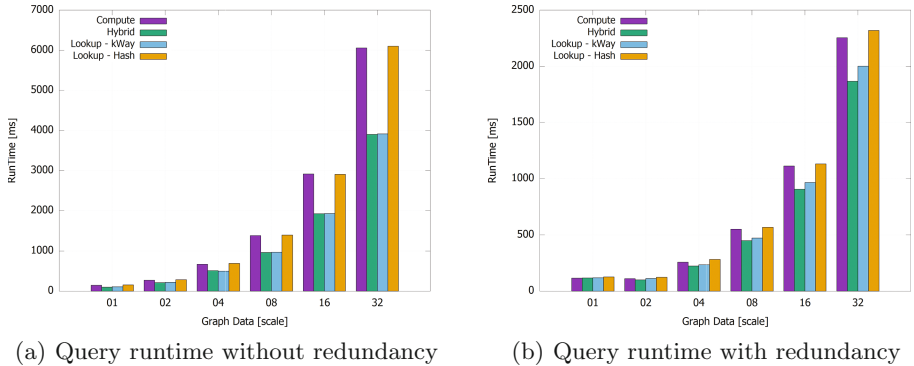 7000
6000
5000
4000
3000
2000
1000
0
RunTime [ms]
Compute
Hybrid
Lookup - kWay
Lookup - Hash
01 02 04 08 16 32
Graph Data [scale]
(a) Query runtime without redundancy
2500
2000
1500
1000
500
0
RunTime [ms]
Compute
Hybrid
Lookup - kWay
Lookup - Hash
01 02 04 08 16 32
Graph Data [scale]
(b) Query runtime with redundancy